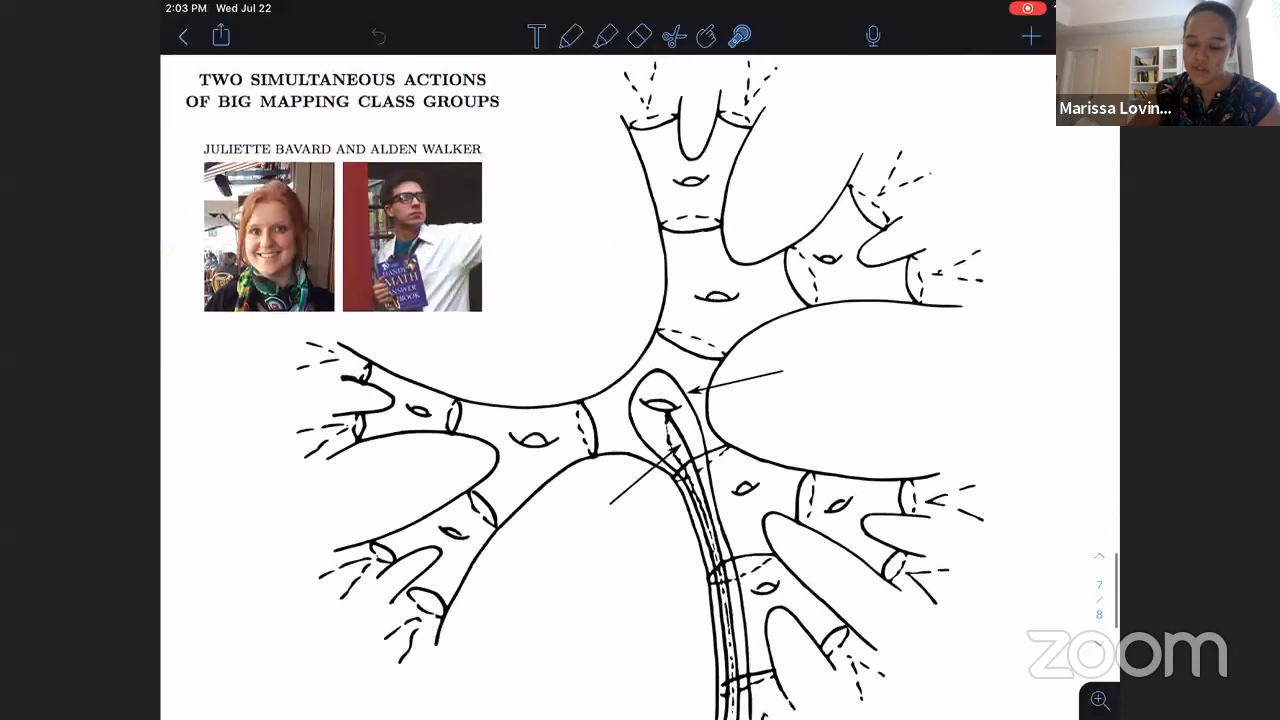 2:03 PM Wed Jul 22
TWO SIMULTANEOUS ACTIONS
OF BIG MAPPING CLASS GROUPS
JULIETTE BAVARD AND ALDEN WALKER
HANDY
MATH
ANSWER
BOOK
Marissa Lovin...
7
/
8
zoom